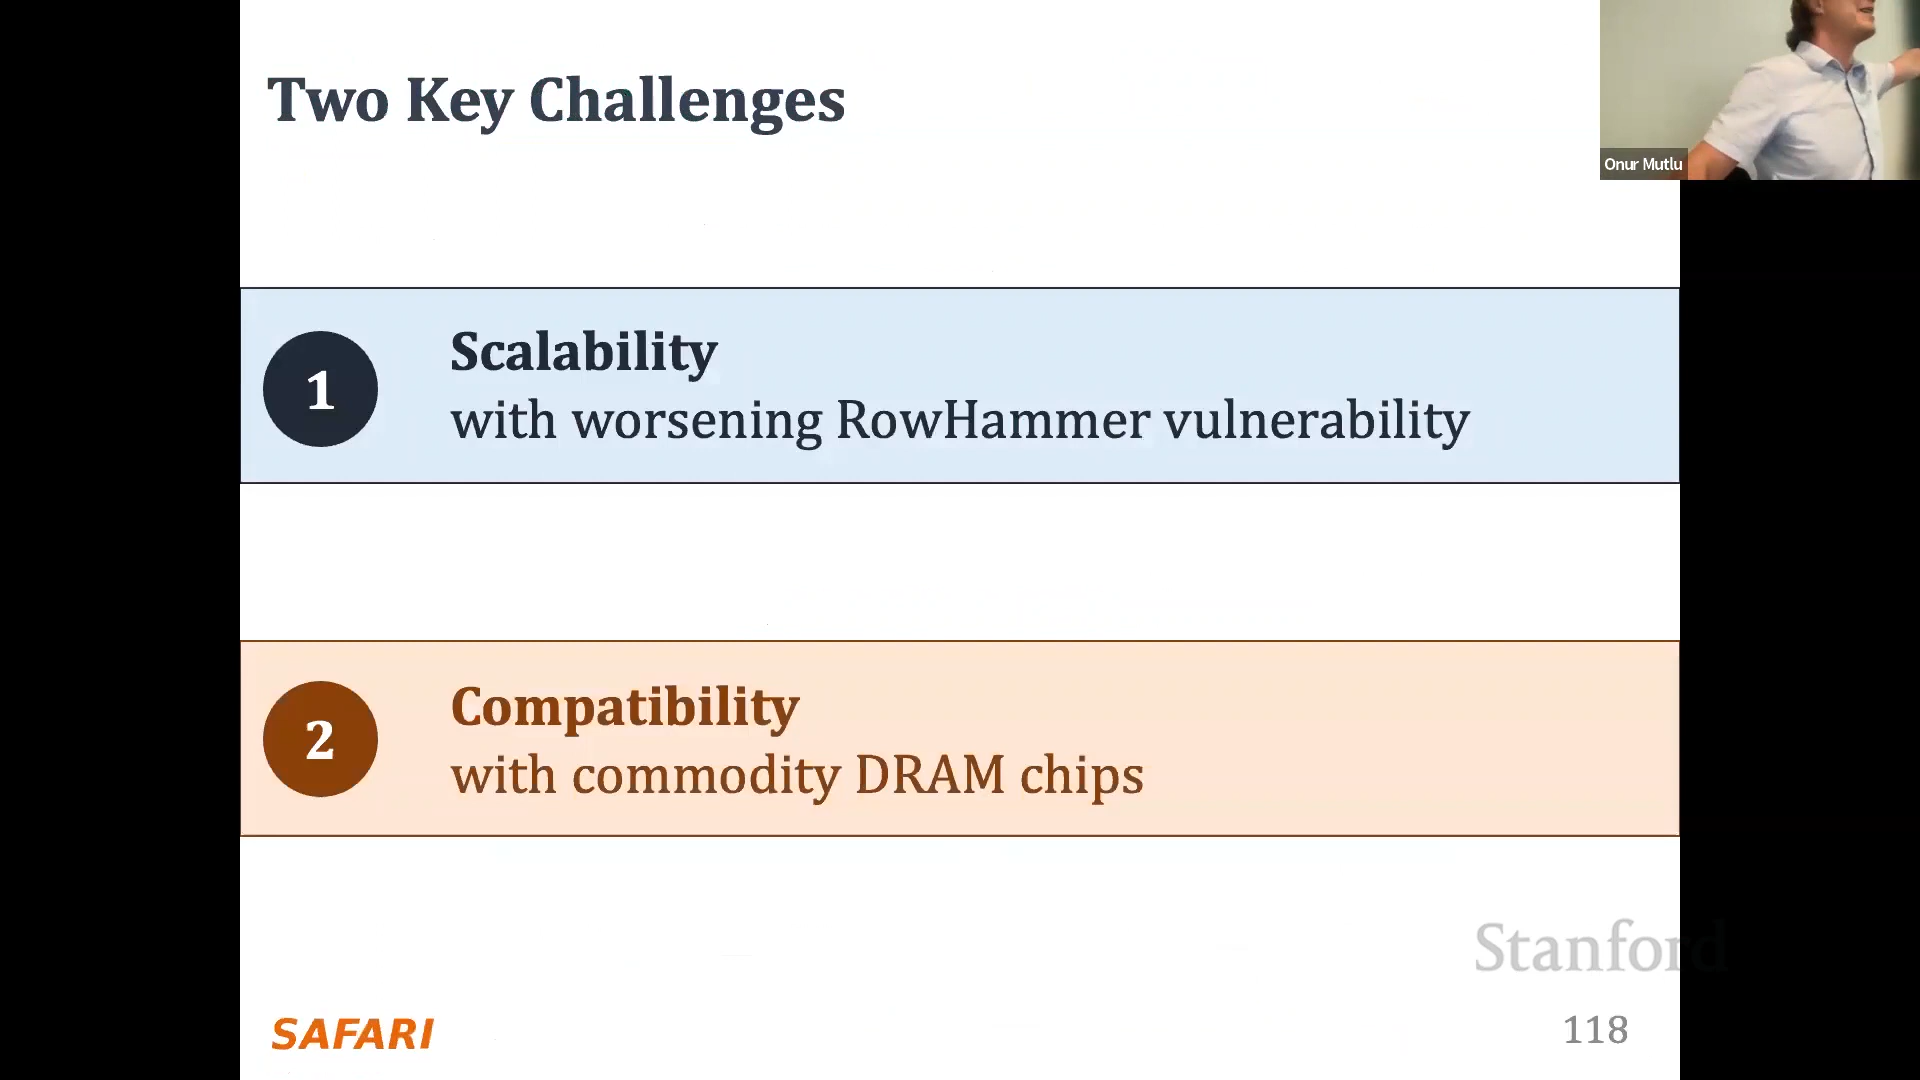 Two Key Challenges
Onur Mutlu
1
Scalability
with worsening RowHammer vulnerability
2
Compatibility
with commodity DRAM chips
Stanford
SAFARI
118